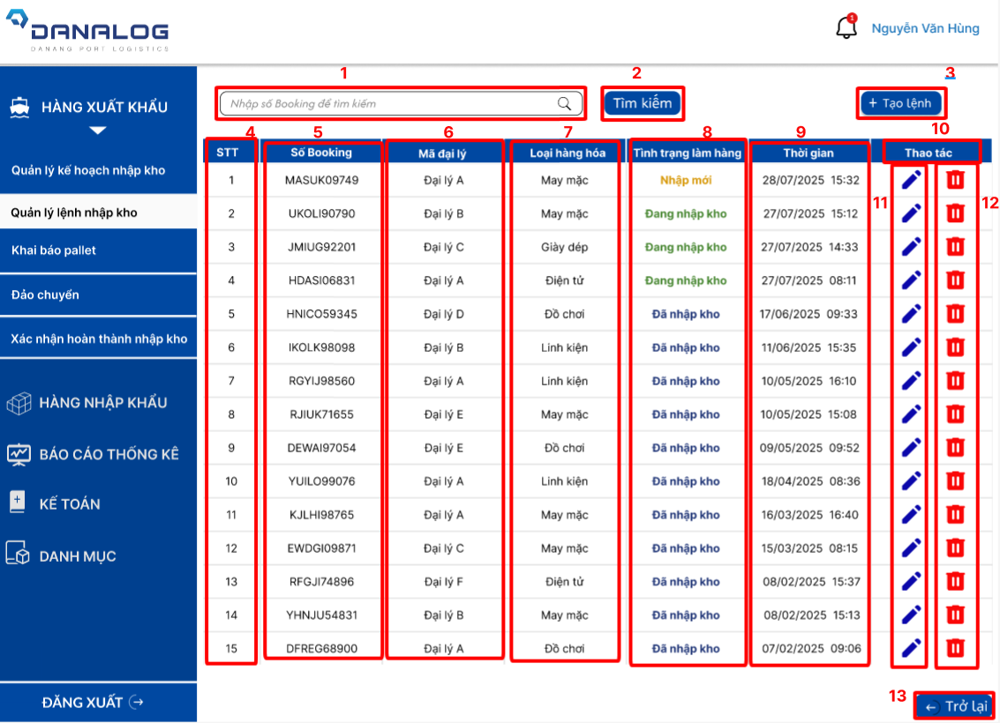 DANALOG
DANANG PORT LOGISTICS
1
Nguyễn Văn Hùng
1
2
3
HÀNG XUẤT KHẨU
Nhập số Booking để tìm kiếm
Tìm kiếm
+ Tạo lệnh
4 5 6 7 8 9 10
STT Số Booking Mã đại lý Loại hàng hóa Tình trạng làm hàng Thời gian Thao tác
1 MASUK09749 Đại lý A May mặc Nhập mới 28/07/2025 15:32
11
12
2 UKOLI90790 Đại lý B May mặc Đang nhập kho 27/07/2025 15:12
3 JMIUG92201 Đại lý C Giày dép Đang nhập kho 27/07/2025 14:33
4 HDASI06831 Đại lý A Điện tử Đang nhập kho 27/07/2025 08:11
5 HNICO59345 Đại lý D Đồ chơi Đã nhập kho 17/06/2025 09:33
6 IKOLK98098 Đại lý B Linh kiện Đã nhập kho 11/06/2025 15:35
7 RGYIJ98560 Đại lý A Linh kiện Đã nhập kho 10/05/2025 16:10
8 RJIUK71655 Đại lý E May mặc Đã nhập kho 10/05/2025 15:08
9 DEWAI97054 Đại lý E Đồ chơi Đã nhập kho 09/05/2025 09:52
10 YUILO99076 Đại lý A Linh kiện Đã nhập kho 18/04/2025 08:36
11 KJLHI98765 Đại lý A May mặc Đã nhập kho 16/03/2025 16:40
12 EWDGI09871 Đại lý C May mặc Đã nhập kho 15/03/2025 08:15
13 RFGJI74896 Đại lý F Điện tử Đã nhập kho 08/02/2025 15:37
14 YHNJU54831 Đại lý B May mặc Đã nhập kho 08/02/2025 15:13
15 DFREG68900 Đại lý A Đồ chơi Đã nhập kho 07/02/2025 09:06
Quản lý kế hoạch nhập kho
Quản lý lệnh nhập kho
Khai báo pallet
Đảo chuyển
Xác nhận hoàn thành nhập kho
HÀNG NHẬP KHẨU
BÁO CÁO THỐNG KÊ
KẾ TOÁN
DANH MỤC
ĐĂNG XUẤT
13
← Trở lại